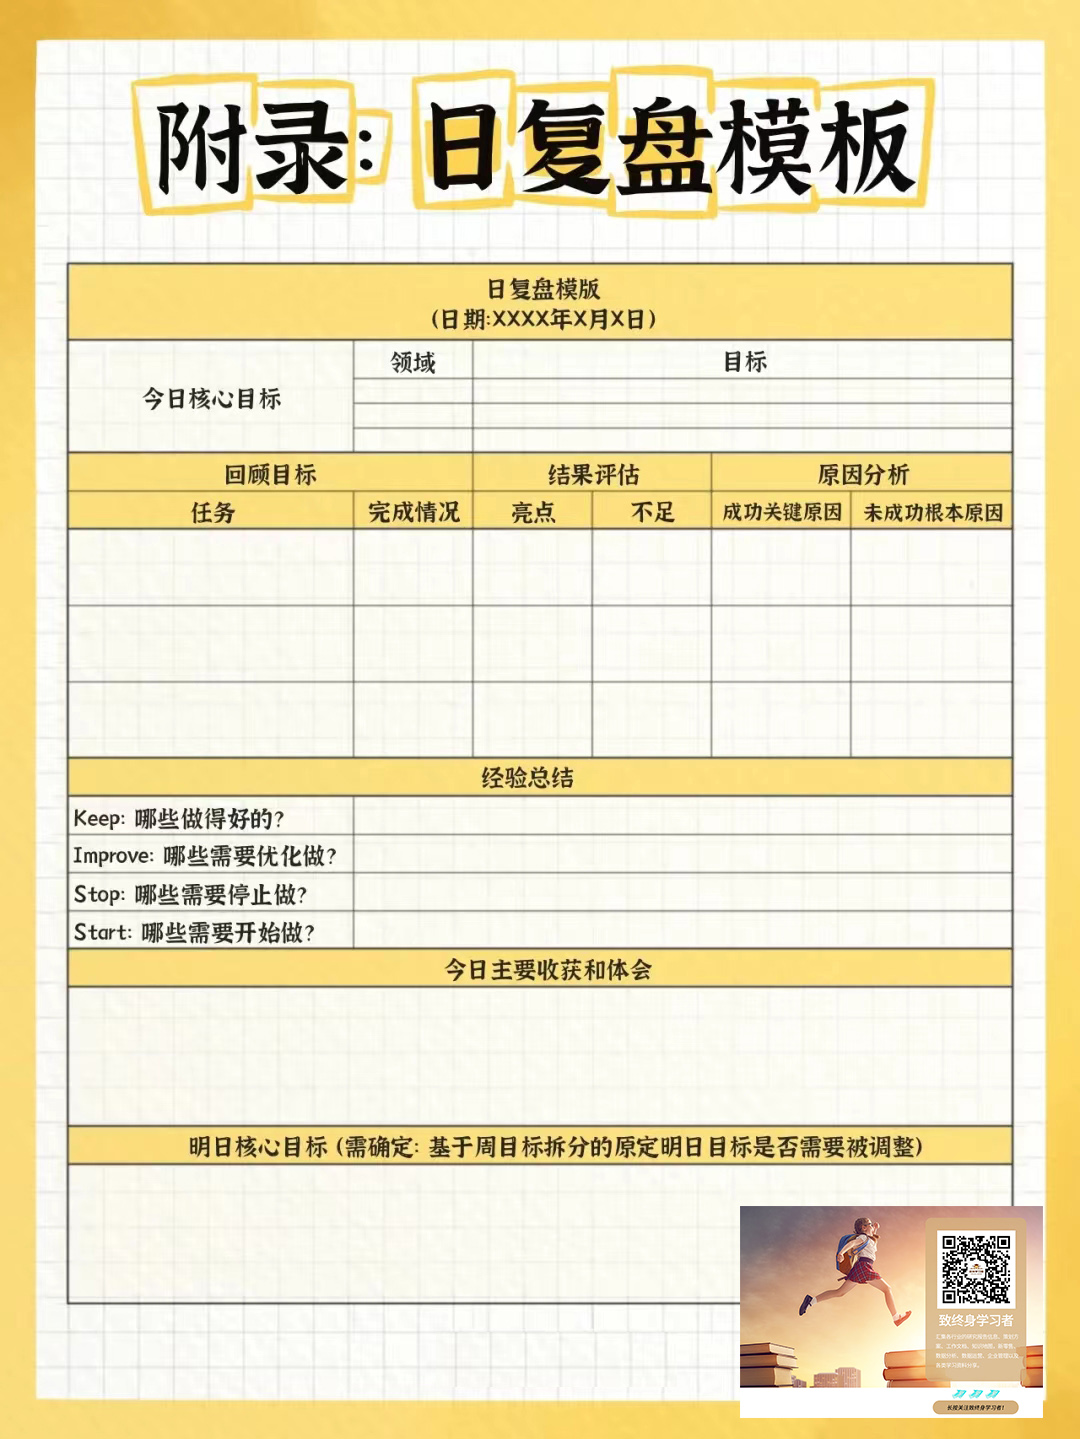 附录: 日复盘模板
日复盘模版
(日期:XXXX年X月X日)
今日核心目标
领域
目标
回顾目标
结果评估
原因分析
任务
完成情况
亮点
不足
成功关键原因
未成功根本原因
经验总结
Keep: 哪些做得好的?
Improve: 哪些需要优化做?
Stop: 哪些需要停止做?
Start: 哪些需要开始做?
今日主要收获和体会
明日核心目标 (需确定: 基于周目标拆分的原定明日目标是否需要被调整)
致终身学习者
长按关注致终身学习者!